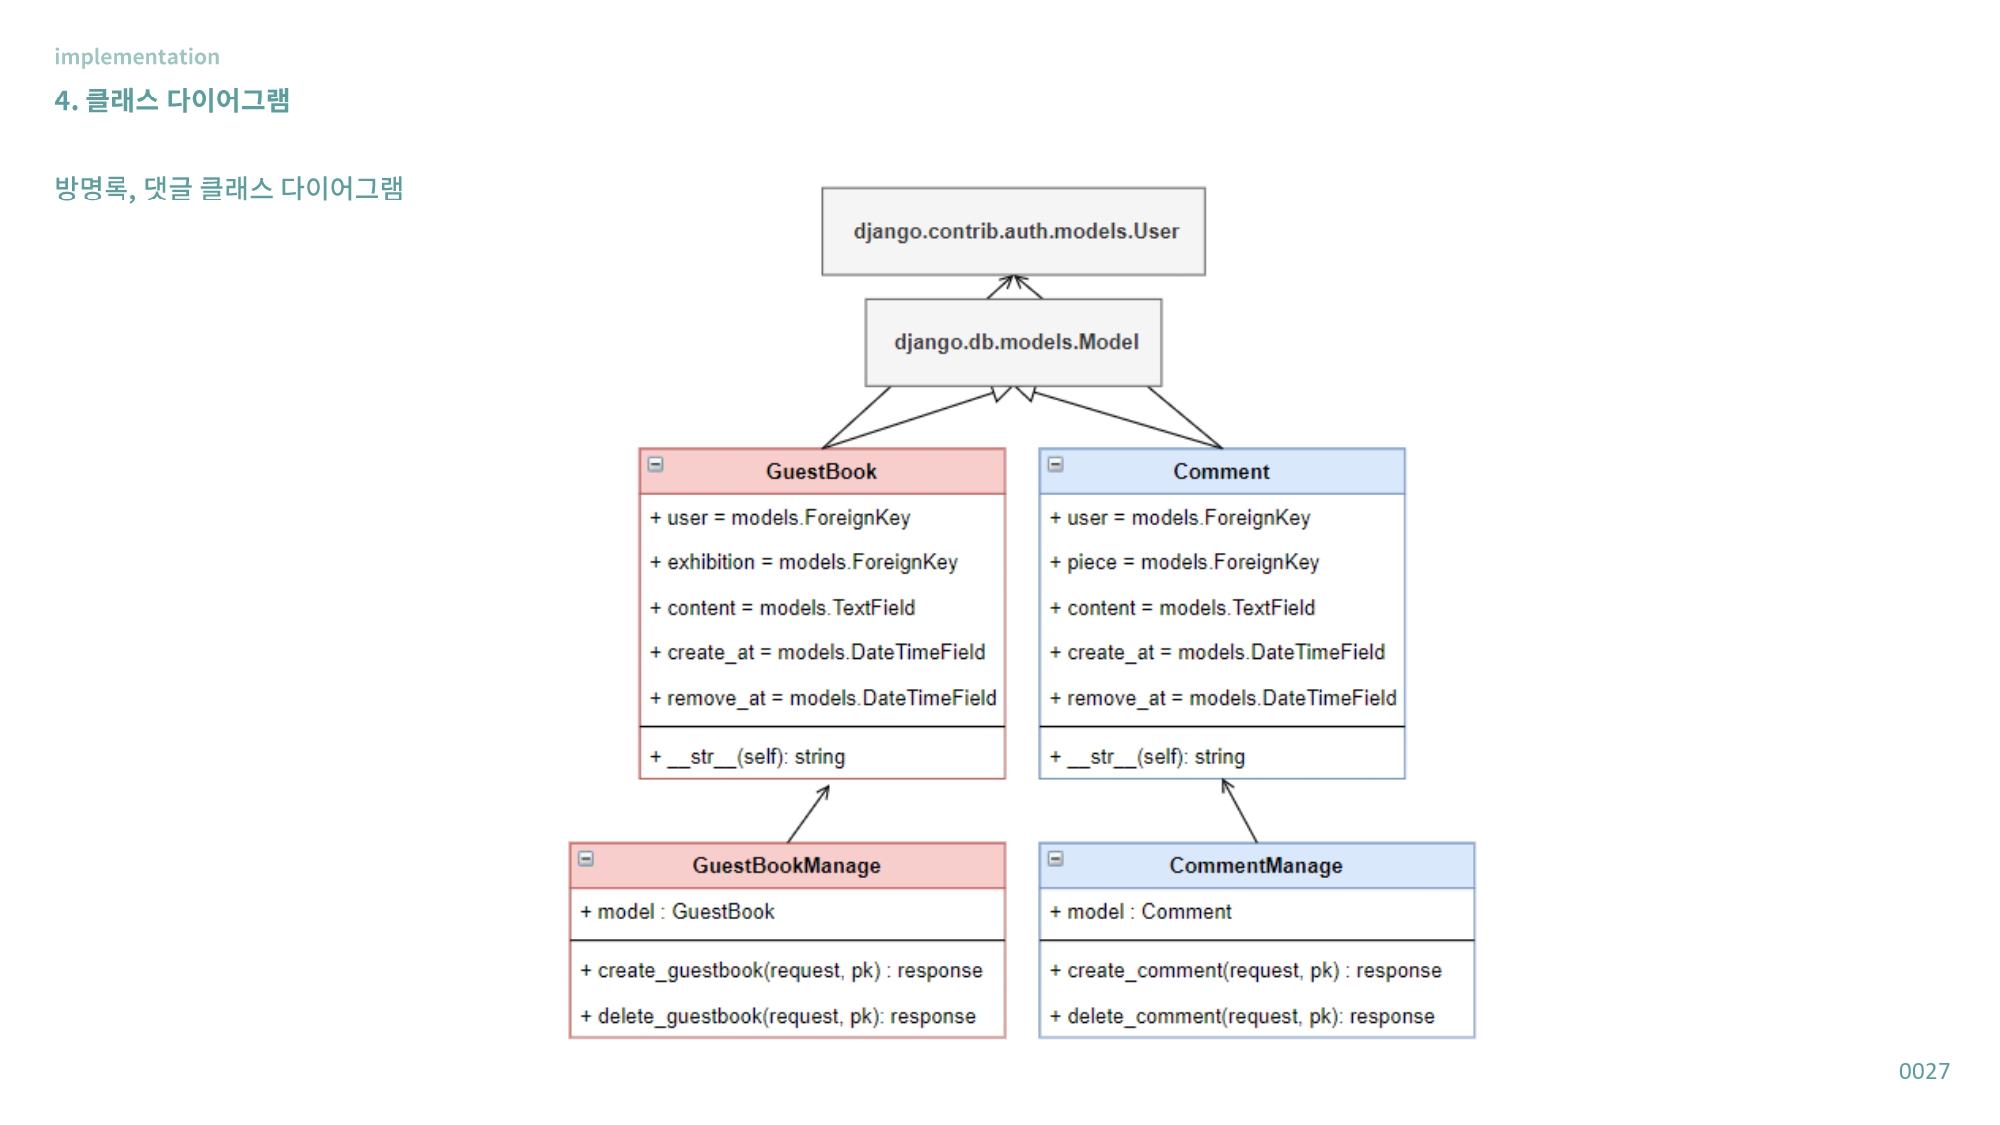 implementation
4. 클래스 다이어그램
방명록, 댓글 클래스 다이어그램
django.contrib.auth.models.User
django.db.models.Model
GuestBook
+ user = models.ForeignKey
+ exhibition = models.ForeignKey
+ content = models.TextField
+ create_at = models.DateTimeField
+ remove_at = models.DateTimeField
+ __str__(self): string
Comment
+ user = models.ForeignKey
+ piece = models.ForeignKey
+ content = models.TextField
+ create_at = models.DateTimeField
+ remove_at = models.DateTimeField
+ __str__(self): string
GuestBookManage
+ model : GuestBook
+ create_guestbook(request, pk) : response
+ delete_guestbook(request, pk): response
CommentManage
+ model : Comment
+ create_comment(request, pk) : response
+ delete_comment(request, pk): response
0027